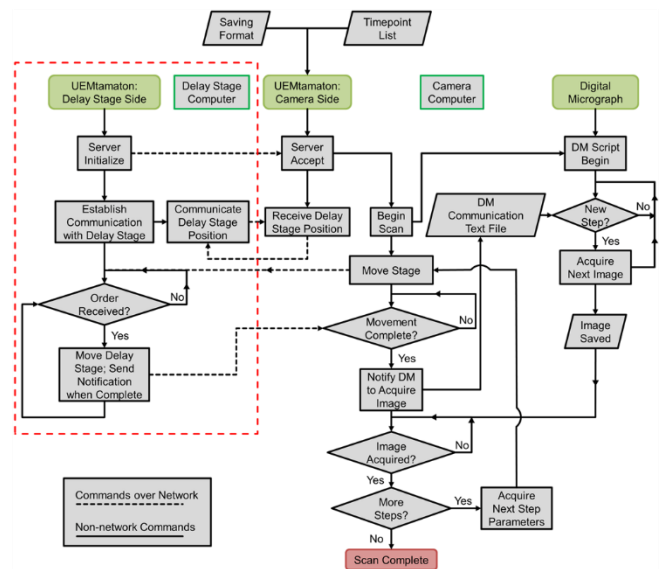 Saving
Format
Timepoint
List
UEMtamaton:
Delay Stage Side
Delay Stage
Computer
UEMtamaton:
Camera Side
Camera
Computer
Digital
Micrograph
Server
Initialize
Server
Accept
DM Script
Begin
Establish
Communication
with Delay Stage
Communicate
Delay Stage
Position
Receive Delay
Stage Position
Begin
Scan
DM
Communication
Text File
New
Step?
No
Yes
Acquire
Next Image
Move Stage
Order
Received?
No
Yes
Movement
Complete?
No
Yes
Image
Saved
Move Delay
Stage; Send
Notification
when Complete
Notify DM
to Acquire
Image
Image
Acquired?
No
Yes
More
Steps?
Yes
Acquire
Next Step
Parameters
No
Scan Complete
Commands over Network
Non-network Commands